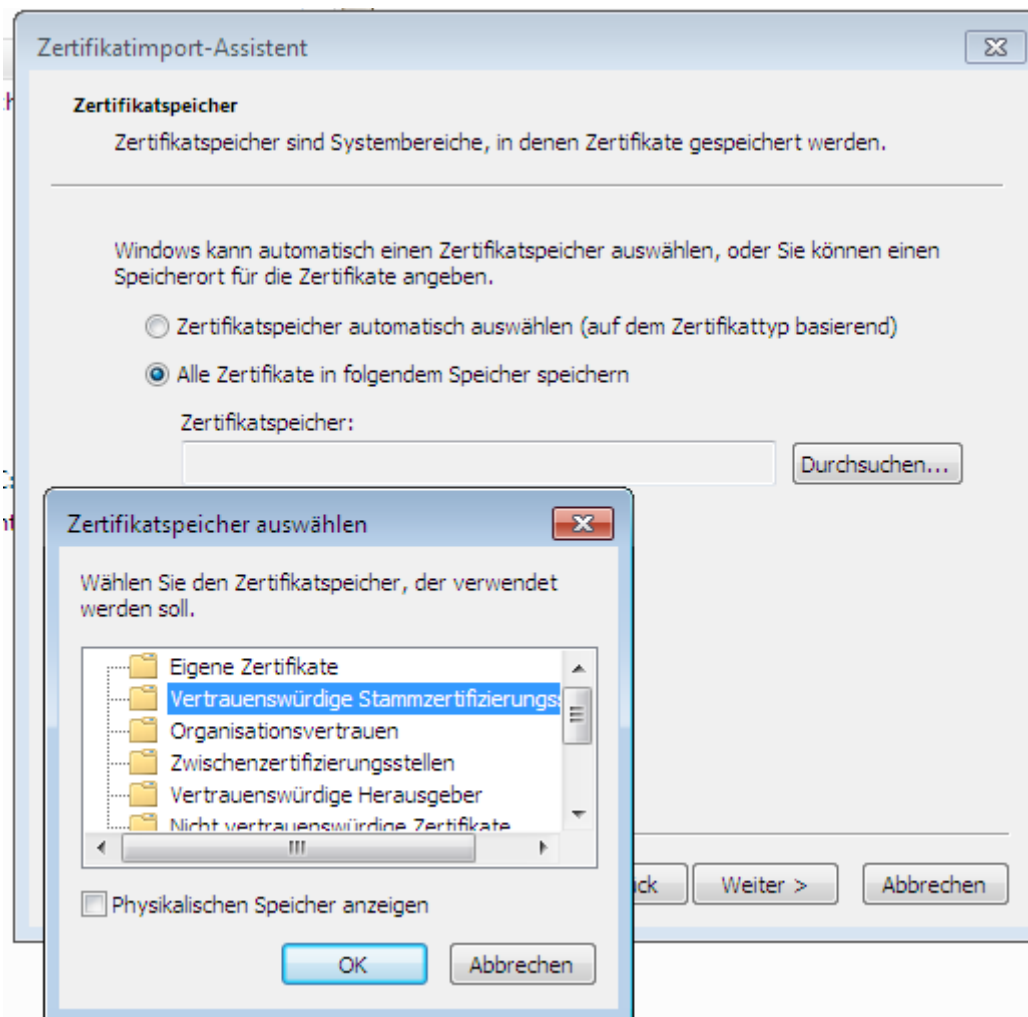 Zertifikatimport-Assistent
Zertifikatspeicher
Zertifikatspeicher sind Systembereiche, in denen Zertifikate gespeichert werden.
Windows kann automatisch einen Zertifikatspeicher auswählen, oder Sie können einen
Speicherort für die Zertifikate angeben.
Zertifikatspeicher automatisch auswählen (auf dem Zertifikattyp basierend)
Alle Zertifikate in folgendem Speicher speichern
Zertifikatspeicher:
Durchsuchen...
Zertifikatspeicher auswählen
Wählen Sie den Zertifikatspeicher, der verwendet
werden soll.
Eigene Zertifikate
Vertrauenswürdige Stammzertifizierungs
Organisationsvertrauen
Zwischenzertifizierungsstellen
Vertrauenswürdige Herausgeber
Nicht vertrauenswürdige Zertifikate
Physikalischen Speicher anzeigen
OK
Abbrechen
ück
Weiter >
Abbrechen